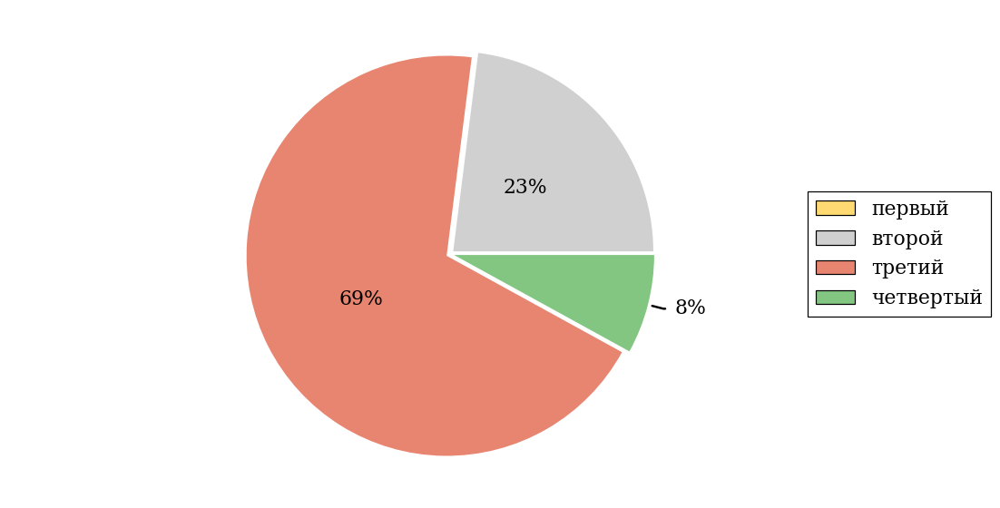 23%
69%
8%
первый
второй
третий
четвертый